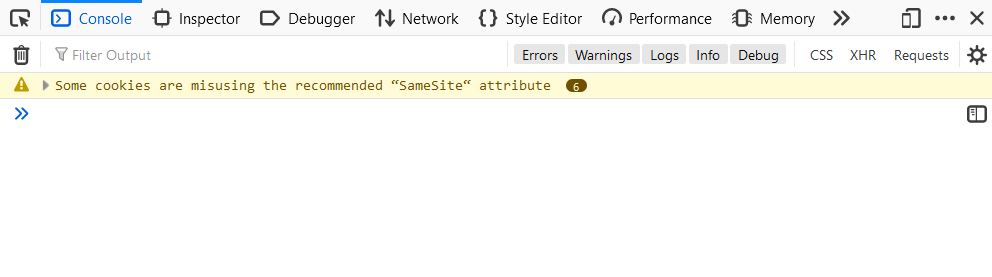 Console Inspector Debugger Network Style Editor Performance Memory
Filter Output Errors Warnings Logs Info Debug CSS XHR Requests
Some cookies are misusing the recommended “SameSite“ attribute 6